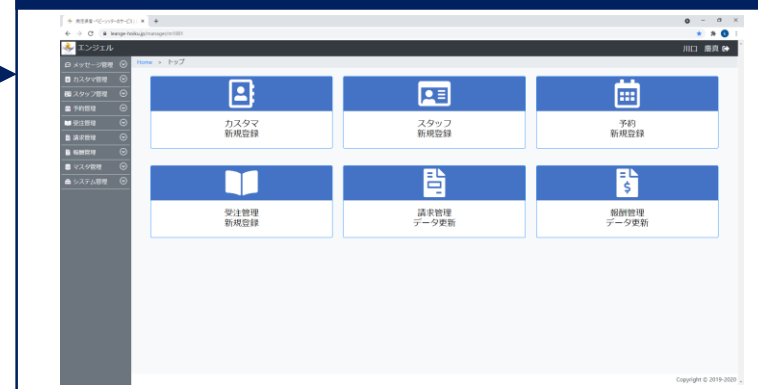 エンジェル
川口
メッセージ管理
カスタマ管理
スタッフ管理
予約管理
受注管理
請求管理
報酬管理
マスタ管理
システム管理
Home > トップ
カスタマ
新規登録
スタッフ
新規登録
予約
新規登録
受注管理
新規登録
請求管理
データ更新
報酬管理
データ更新
Copyright © 2019-2020